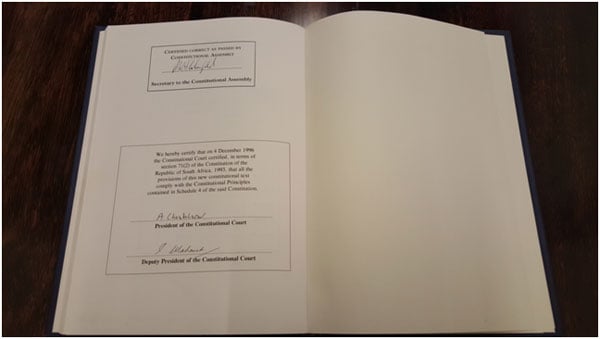 CERTIFIED CORRECT AS PASSED BY
CONSTITUTIONAL ASSEMBLY
Secretary to the Constitutional Assembly
We hereby certify that on 4 December 1996
the Constitutional Court certified, in terms of
section 71(2) of the Constitution of the
Republic of South Africa, 1993, that all the
provisions of this new constitutional text
comply with the Constitutional Principles
contained in Schedule 4 of the said Constitution.
A Chaskalson
President of the Constitutional Court
Deputy President of the Constitutional Court